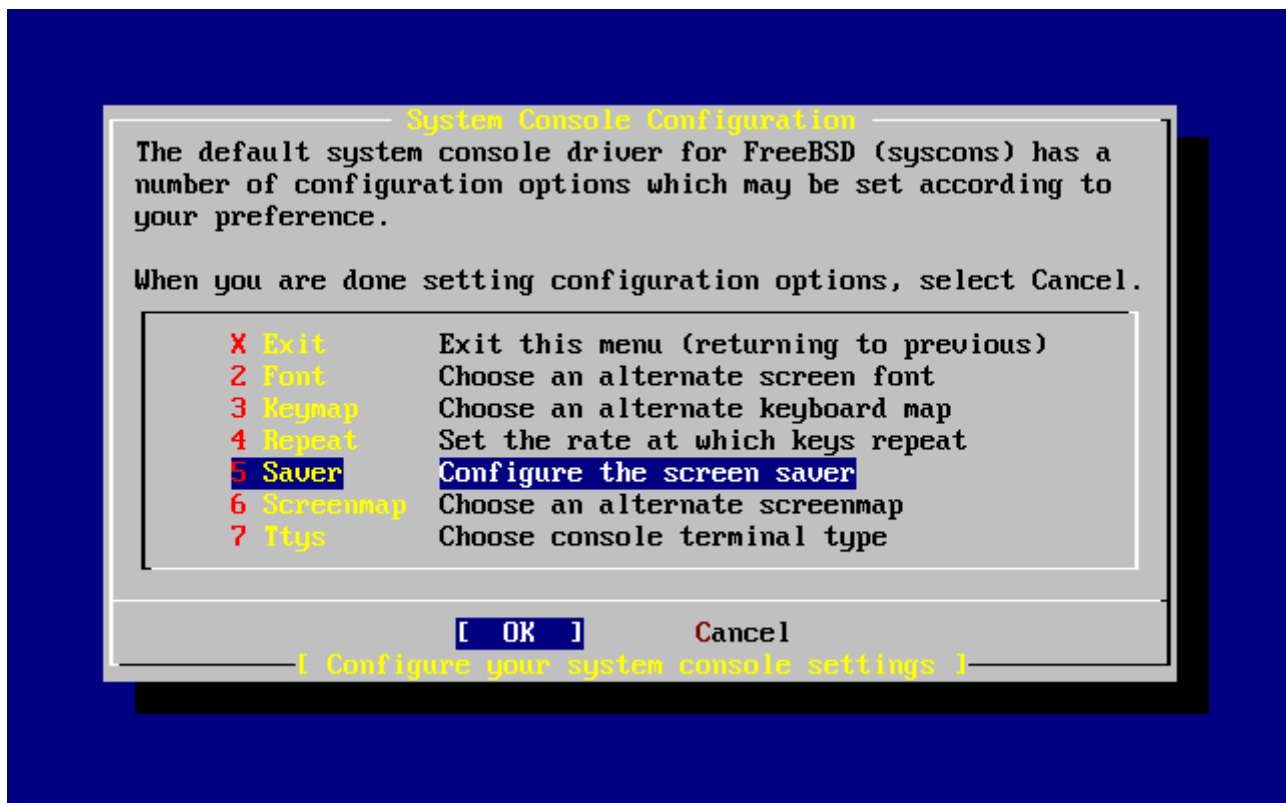 System Console Configuration
The default system console driver for FreeBSD (syscons) has a
number of configuration options which may be set according to
your preference.
When you are done setting configuration options, select Cancel.
X Exit Exit this menu (returning to previous)
2 Font Choose an alternate screen font
3 Keymap Choose an alternate keyboard map
4 Repeat Set the rate at which keys repeat
5 Saver Configure the screen saver
6 Screenmap Choose an alternate screenmap
7 Ttys Choose console terminal type
[ OK ] Cancel
[ Configure your system console settings ]